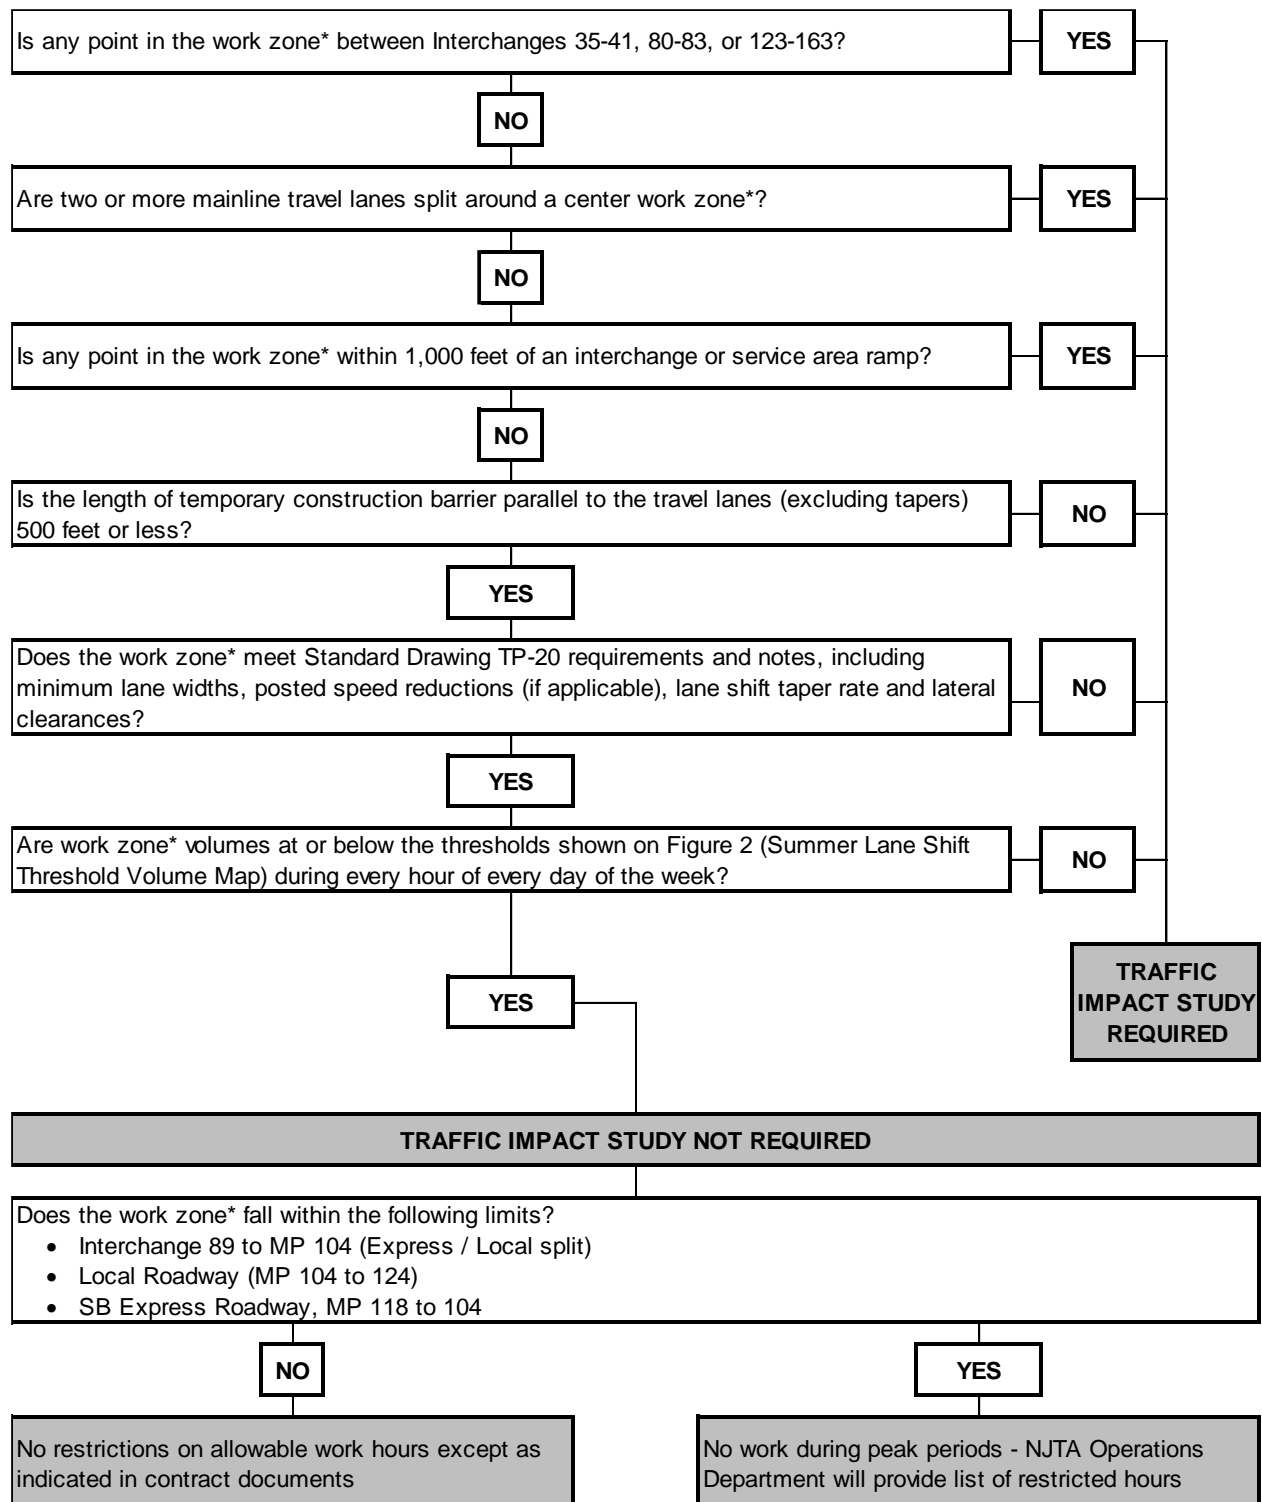 Is any point in the work zone* between Interchanges 35-41, 80-83, or 123-163?
YES
NO
Are two or more mainline travel lanes split around a center work zone*?
YES
NO
Is any point in the work zone* within 1,000 feet of an interchange or service area ramp?
YES
NO
Is the length of temporary construction barrier parallel to the travel lanes (excluding tapers)
500 feet or less?
NO
YES
Does the work zone* meet Standard Drawing TP-20 requirements and notes, including
minimum lane widths, posted speed reductions (if applicable), lane shift taper rate and lateral
clearances?
NO
YES
Are work zone* volumes at or below the thresholds shown on Figure 2 (Summer Lane Shift
Threshold Volume Map) during every hour of every day of the week?
NO
TRAFFIC
IMPACT STUDY
REQUIRED
YES
TRAFFIC IMPACT STUDY NOT REQUIRED
Does the work zone* fall within the following limits?
• Interchange 89 to MP 104 (Express / Local split)
• Local Roadway (MP 104 to 124)
• SB Express Roadway, MP 118 to 104
NO
YES
No restrictions on allowable work hours except as
indicated in contract documents
No work during peak periods - NJTA Operations
Department will provide list of restricted hours